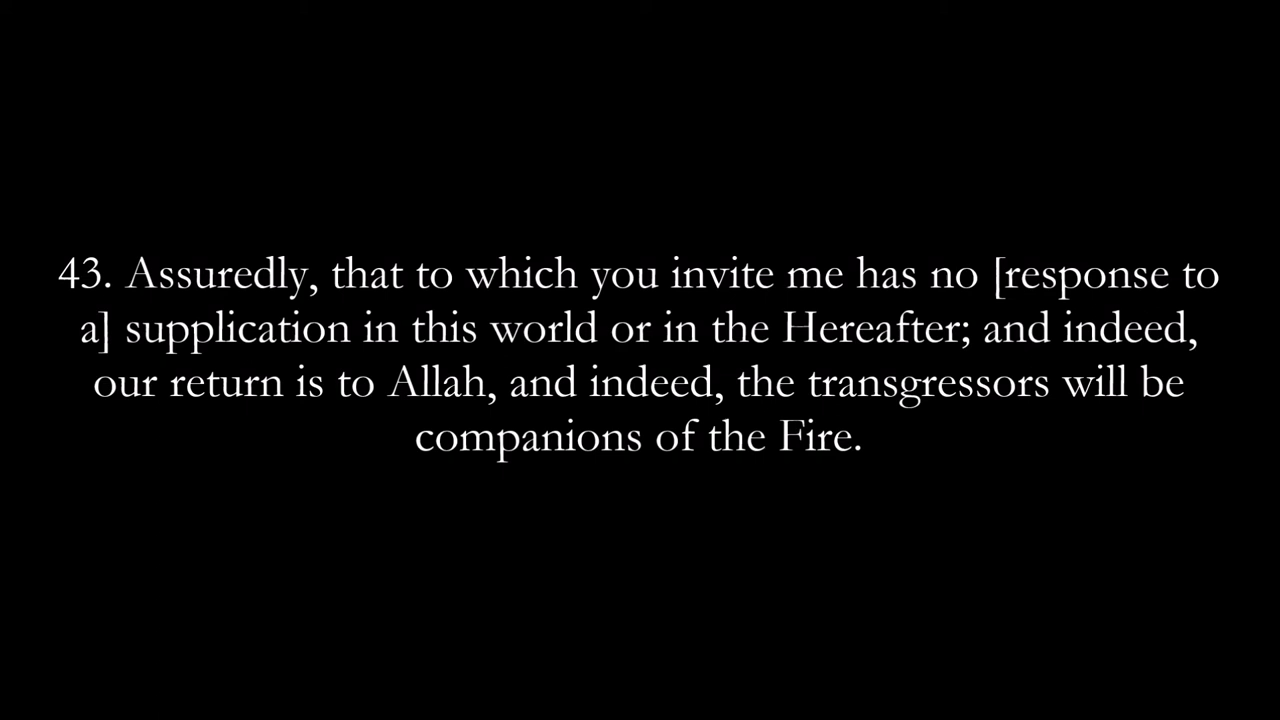 43. Assuredly, that to which you invite me has no [response to
a] supplication in this world or in the Hereafter; and indeed,
our return is to Allah, and indeed, the transgressors will be
companions of the Fire.